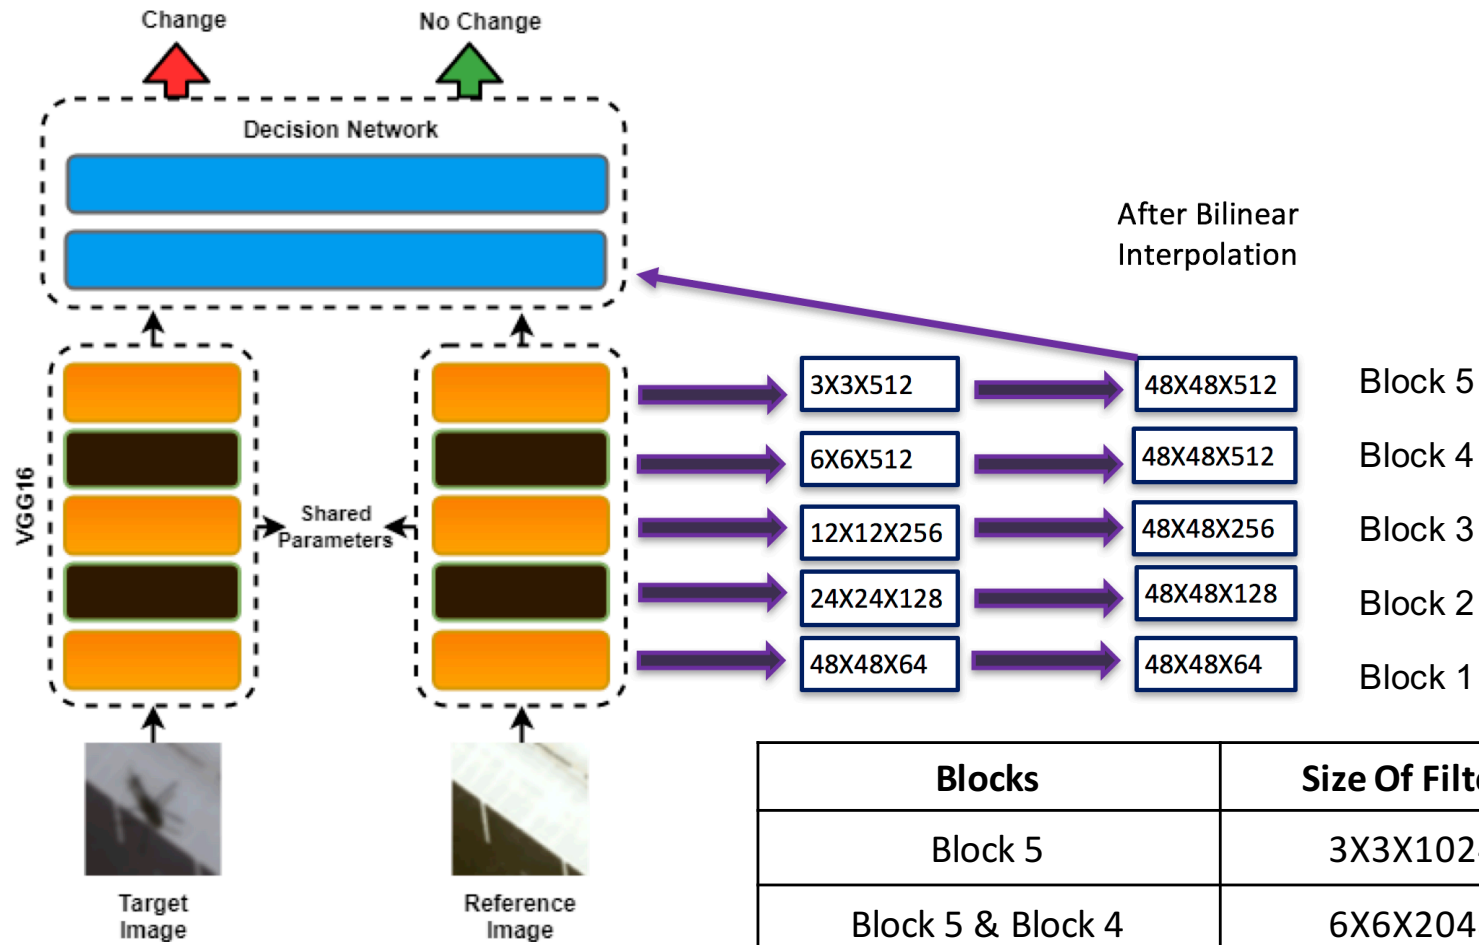 Change
No Change
Decision Network
After Bilinear
Interpolation
VGG16
Shared
Parameters
3X3X512
48X48X512
Block 5
6X6X512
48X48X512
Block 4
12X12X256
48X48X256
Block 3
24X24X128
48X48X128
Block 2
48X48X64
48X48X64
Block 1
Target
Image
Reference
Image
Blocks
Size Of
Block 5
Block 5 & Block 4